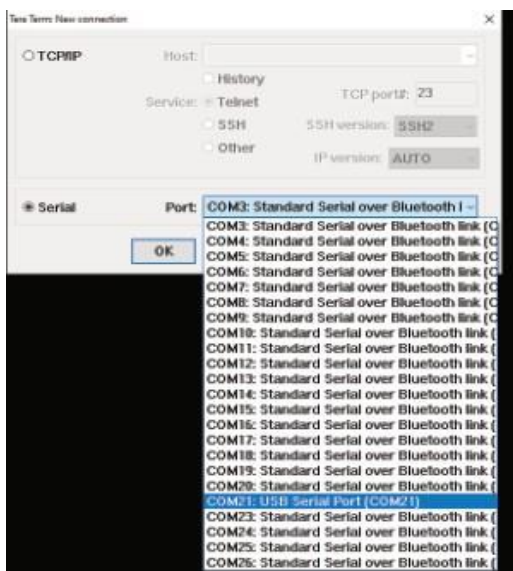 Tera Term: New connection
TCP/IP
Host:
History
Service:
Telnet
TCP port#: 23
SSH
SSH version: SSH2
Other
IP version: AUTO
Serial
Port: COM3: Standard Serial over Bluetooth l
OK
COM3: Standard Serial over Bluetooth link (C
COM4: Standard Serial over Bluetooth link (C
COM5: Standard Serial over Bluetooth link (C
COM6: Standard Serial over Bluetooth link (C
COM7: Standard Serial over Bluetooth link (C
COM8: Standard Serial over Bluetooth link (C
COM9: Standard Serial over Bluetooth link (C
COM10: Standard Serial over Bluetooth link (
COM11: Standard Serial over Bluetooth link (
COM12: Standard Serial over Bluetooth link (
COM13: Standard Serial over Bluetooth link (
COM14: Standard Serial over Bluetooth link (
COM15: Standard Serial over Bluetooth link (
COM16: Standard Serial over Bluetooth link (
COM17: Standard Serial over Bluetooth link (
COM18: Standard Serial over Bluetooth link (
COM19: Standard Serial over Bluetooth link (
COM20: Standard Serial over Bluetooth link (
COM21: USB Serial Port (COM21)
COM23: Standard Serial over Bluetooth link (
COM24: Standard Serial over Bluetooth link (
COM25: Standard Serial over Bluetooth link (
COM26: Standard Serial over Bluetooth link (